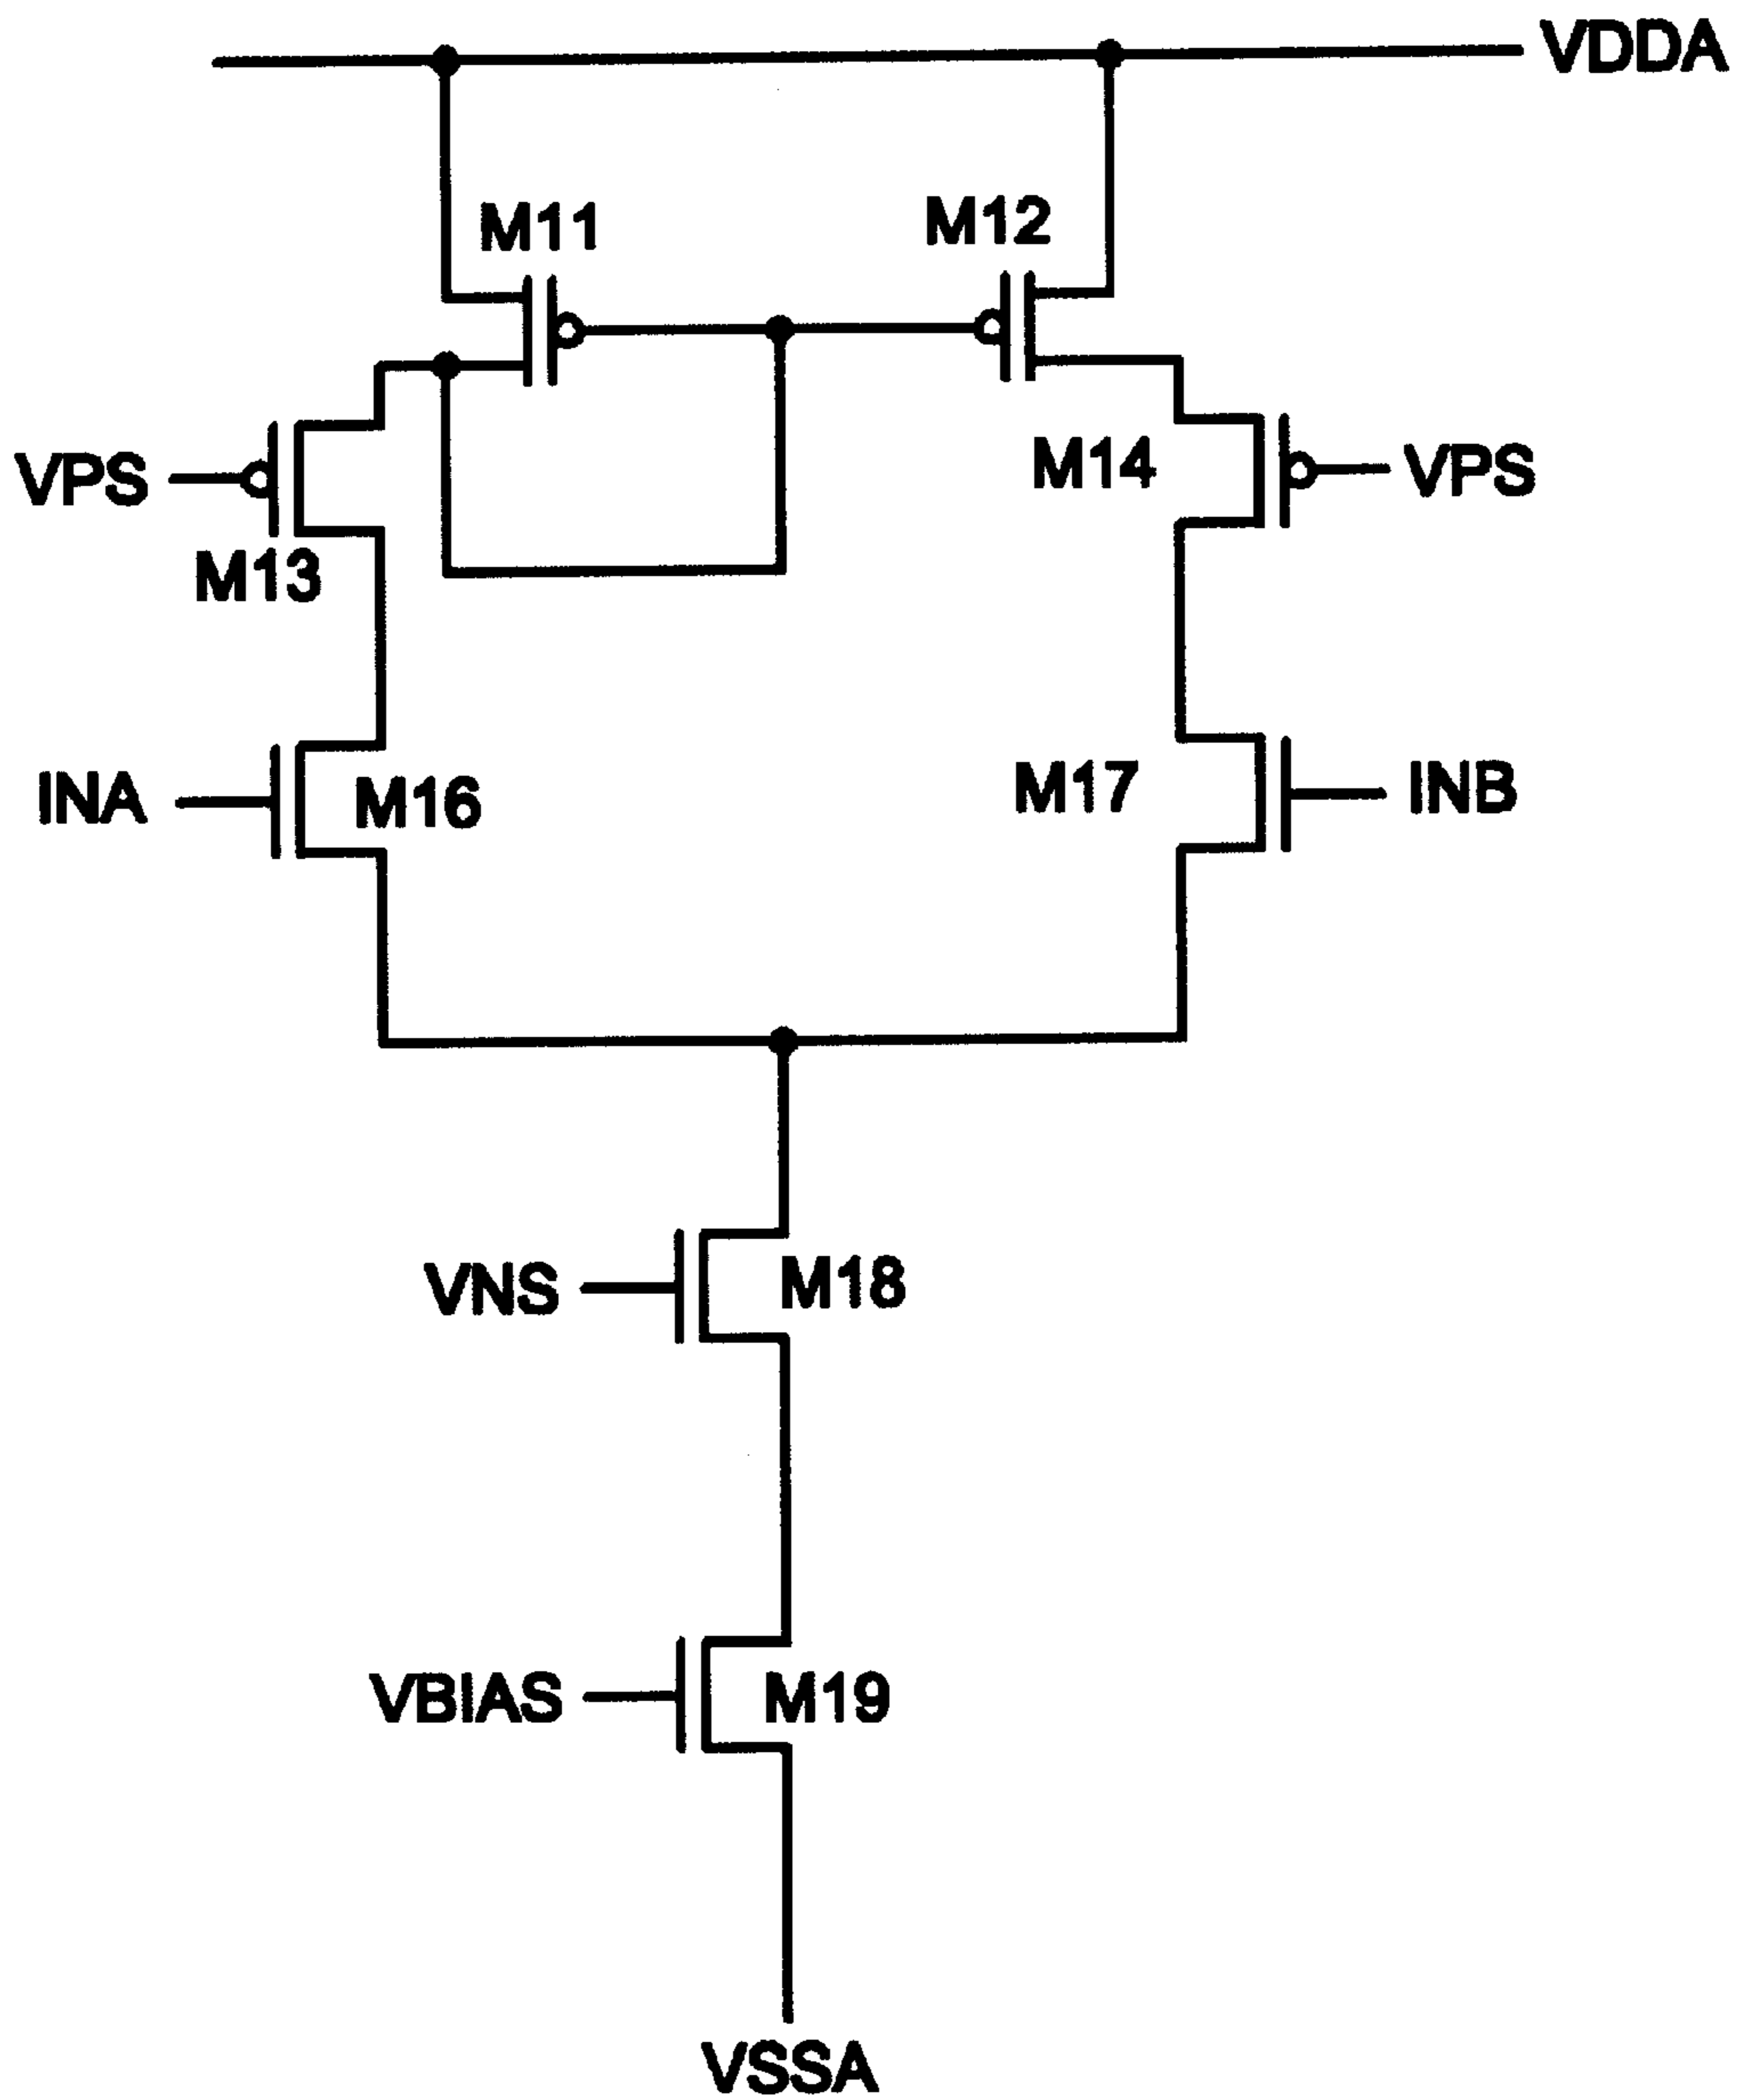 VDDA
M11
M12
VPS
M14
VPS
M13
INA
M16
M17
INB
VNS
M18
VBIAS
M19
VSSA